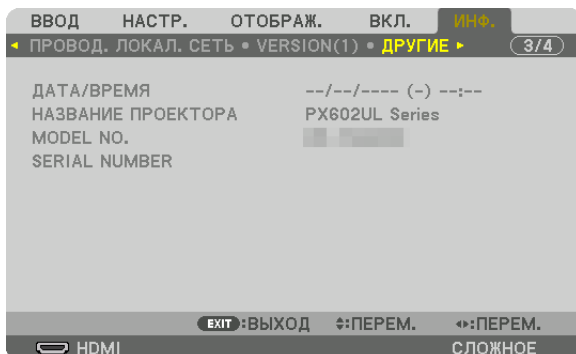 ВВОД НАСТР. ОТОБРАЖ. ВКЛ. ИНФ.
◂ ПРОВОД. ЛОКАЛ. СЕТЬ • VERSION(1) • ДРУГИЕ ▸ 3/4
ДАТА/ВРЕМЯ --/--/---- (-) --:--
НАЗВАНИЕ ПРОЕКТОРА PX602UL Series
MODEL NO.
SERIAL NUMBER
EXIT :ВЫХОД :ПЕРЕМ. :ПЕРЕМ.
HDMI СЛОЖНОЕ